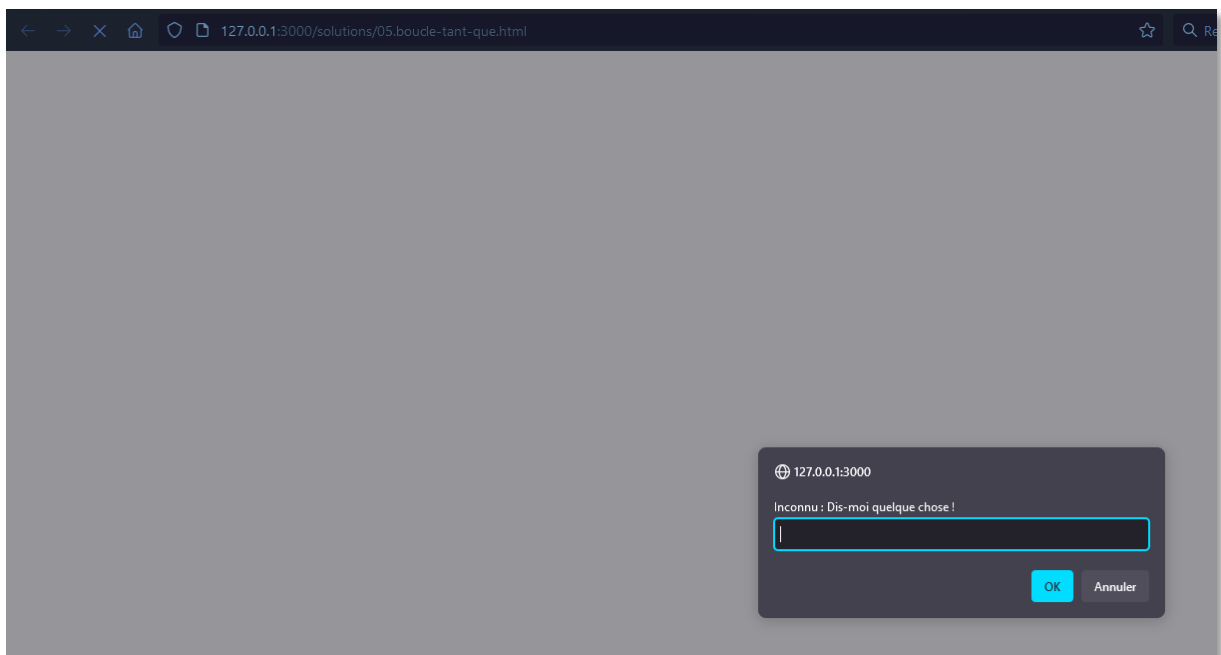 127.0.0.1:3000/solutions/05.boucle-tant-que.html
Re
127.0.0.1:3000
Inconnu : Dis-moi quelque chose !
OK
Annuler